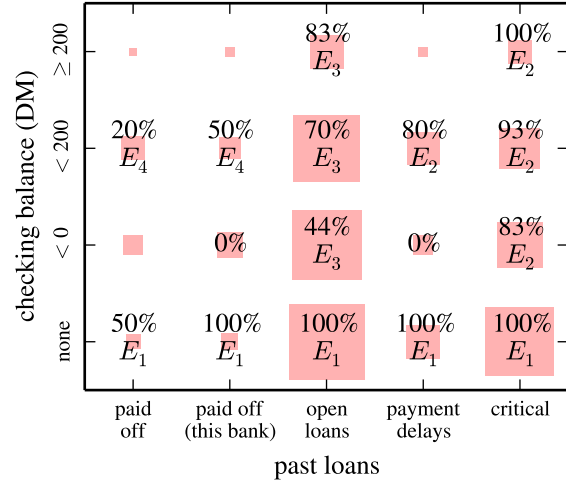 checking balance (DM)
≥ 200
83% 100%
E₃ E₂
< 200
20% 50% 70% 80% 93%
E₄ E₄ E₃ E₂ E₂
< 0
44% 83%
0% 0%
E₃ E₂
none
50% 100% 100% 100% 100%
E₁ E₁ E₁ E₁ E₁
paid off
paid off (this bank)
open loans
payment delays
critical
past loans